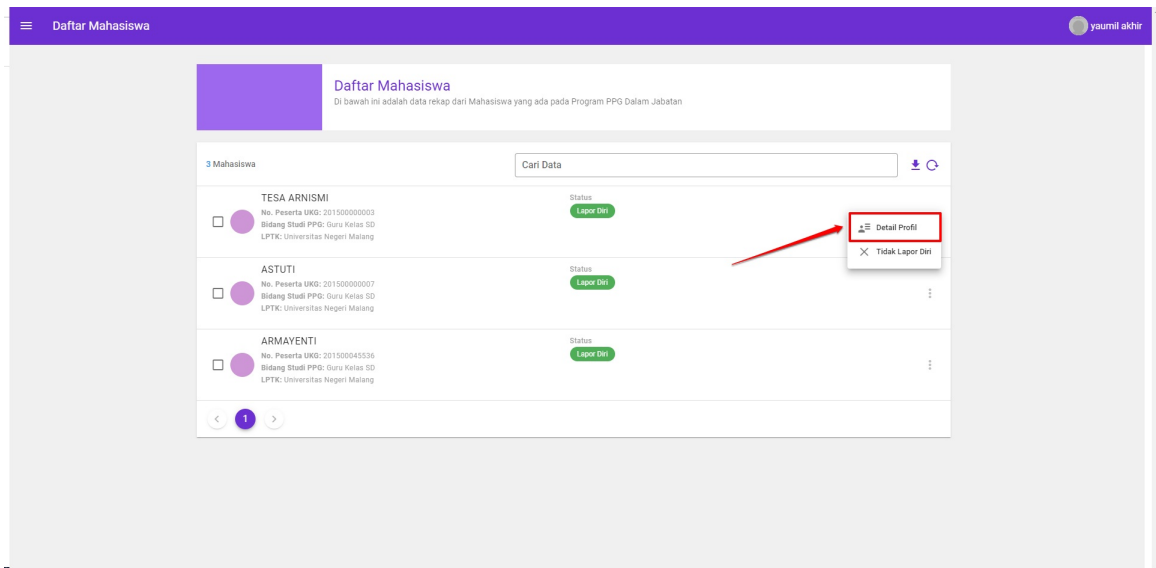 Daftar Mahasiswa
yaumil akhir
Daftar Mahasiswa
Di bawah ini adalah data rekap dari Mahasiswa yang ada pada Program PPG Dalam Jabatan
3 Mahasiswa
Cari Data
TESA ARNISMI
No. Peserta UKG: 201500000003
Bidang Studi PPG: Guru Kelas SD
LPTK: Universitas Negeri Malang
Status
Lapor Diri
Detail Profil
Tidak Lapor Diri
ASTUTI
No. Peserta UKG: 201500000007
Bidang Studi PPG: Guru Kelas SD
LPTK: Universitas Negeri Malang
Status
Lapor Diri
ARMAYENTI
No. Peserta UKG: 201500045536
Bidang Studi PPG: Guru Kelas SD
LPTK: Universitas Negeri Malang
Status
Lapor Diri
1